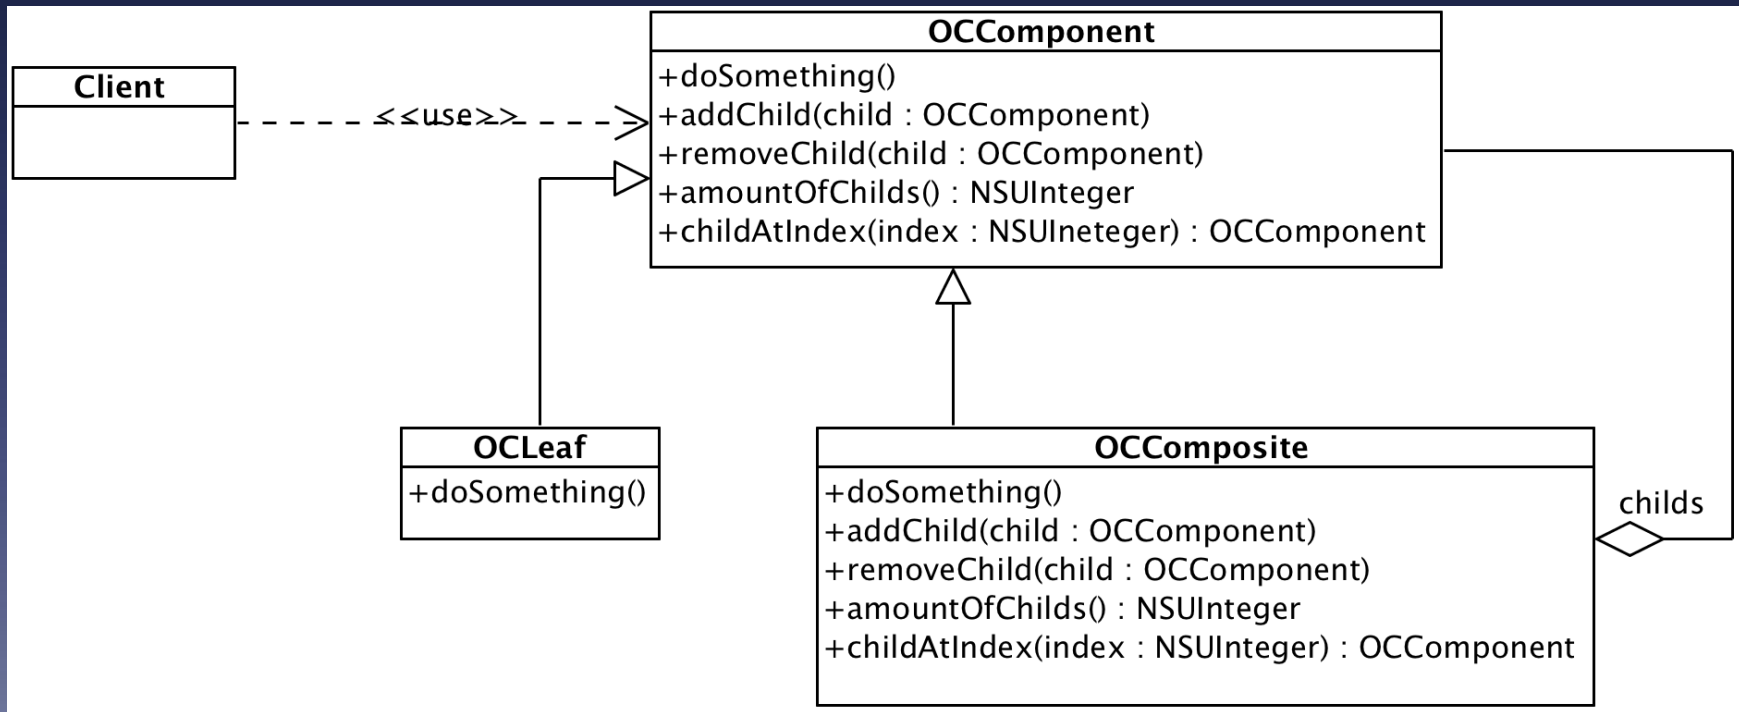 Client
<<use>>
OCComponent
+doSomething()
+addChild(child : OCComponent)
+removeChild(child : OCComponent)
+amountOfChilds() : NSUInteger
+childAtIndex(index : NSUIneteger) : OCComponent
OCLeaf
+doSomething()
OCComposite
+doSomething()
+addChild(child : OCComponent)
+removeChild(child : OCComponent)
+amountOfChilds() : NSUInteger
+childAtIndex(index : NSUInteger) : OCComponent
childs